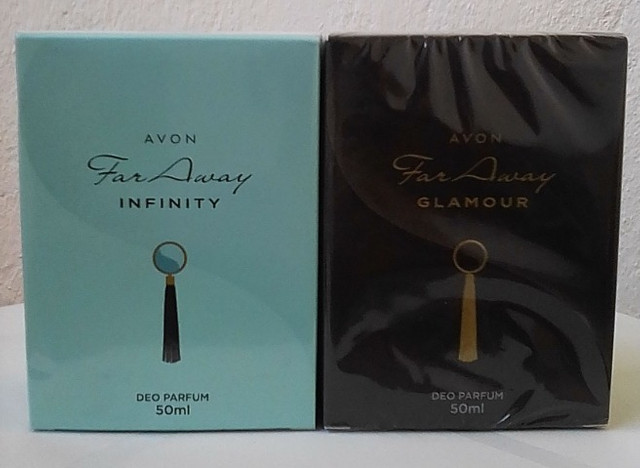 AVON
Far Away
INFINITY
DEO PARFUM
50ml
AVON
Far Away
GLAMOUR
DEO PARFUM
50ml